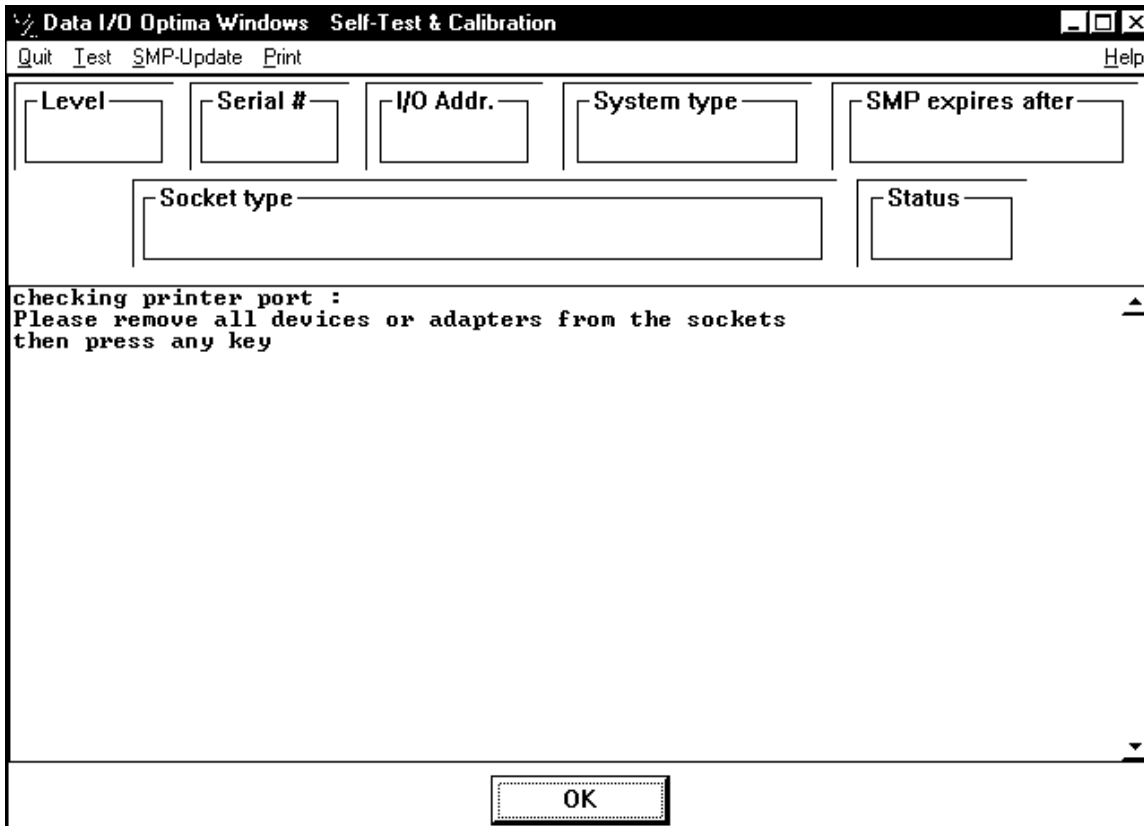 Data I/O Optima Windows Self-Test & Calibration
Quit Test SMP-Update Print Help
Level Serial # I/O Addr. System type SMP expires after
Socket type Status
checking printer port :
Please remove all devices or adapters from the sockets
then press any key
OK